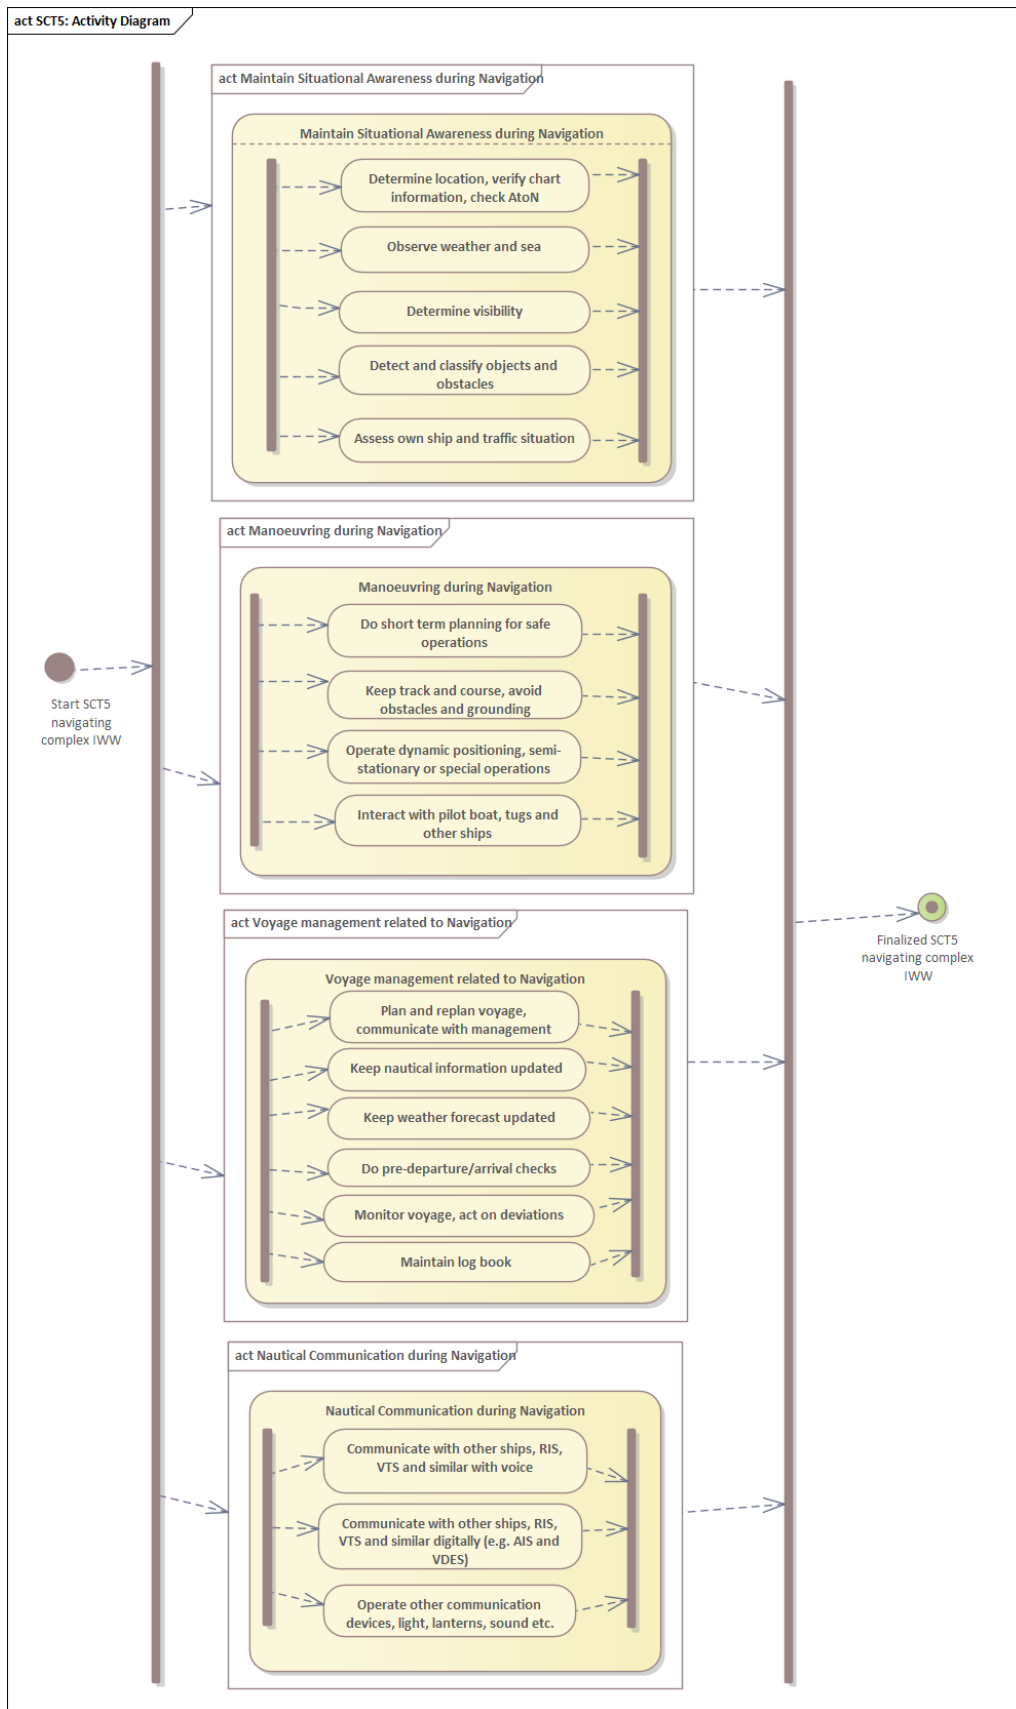 act SCT5: Activity Diagram
act Maintain Situational Awareness during Navigation
Maintain Situational Awareness during Navigation
Determine location, verify chart
information, check AtoN
Observe weather and sea
Determine visibility
Detect and classify objects and
obstacles
Assess own ship and traffic situation
act Manoeuvring during Navigation
Manoeuvring during Navigation
Do short term planning for safe
operations
Keep track and course, avoid
obstacles and grounding
Operate dynamic positioning, semi-
stationary or special operations
Interact with pilot boat, tugs and
other ships
Start SCT5
navigating
complex IWW
act Voyage management related to Navigation
Voyage management related to Navigation
Plan and replan voyage,
communicate with management
Keep nautical information updated
Keep weather forecast updated
Do pre-departure/arrival checks
Monitor voyage, act on deviations
Maintain log book
Finalized SCT5
navigating complex
IWW
act Nautical Communication during Navigation
Nautical Communication during Navigation
Communicate with other ships, RIS,
VTS and similar with voice
Communicate with other ships, RIS,
VTS and similar digitally (e.g. AIS and
VDES)
Operate other communication
devices, light, lanterns, sound etc.